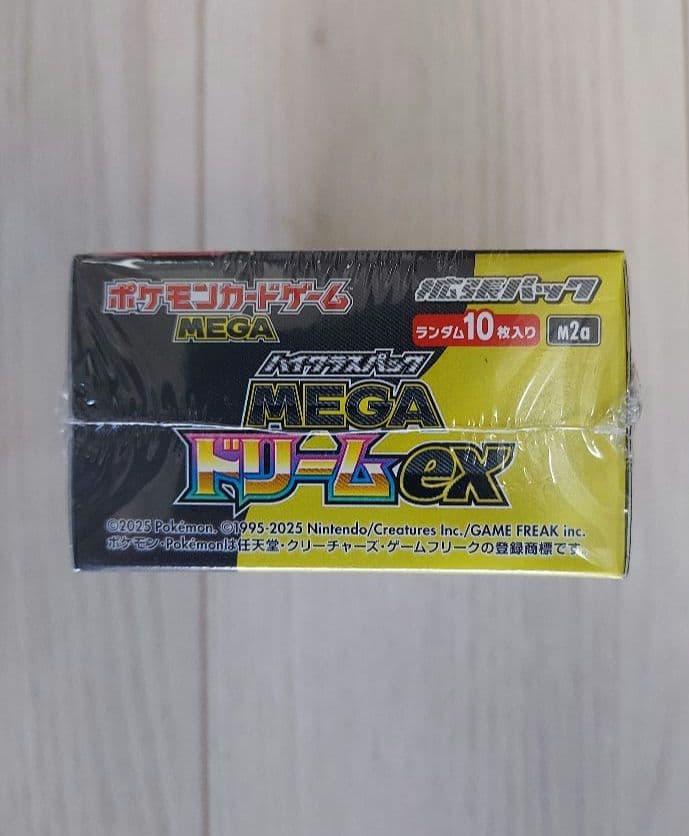 ポケモンカードゲーム
MEGA
拡張パック
ランダム10枚入り M2a
ハイクラスパック
MEGA
ドリームex
©2025 Pokémon. ©1995-2025 Nintendo/Creatures Inc./GAME FREAK inc.
ポケモン・Pokémonは任天堂・クリーチャーズ・ゲームフリークの登録商標です。